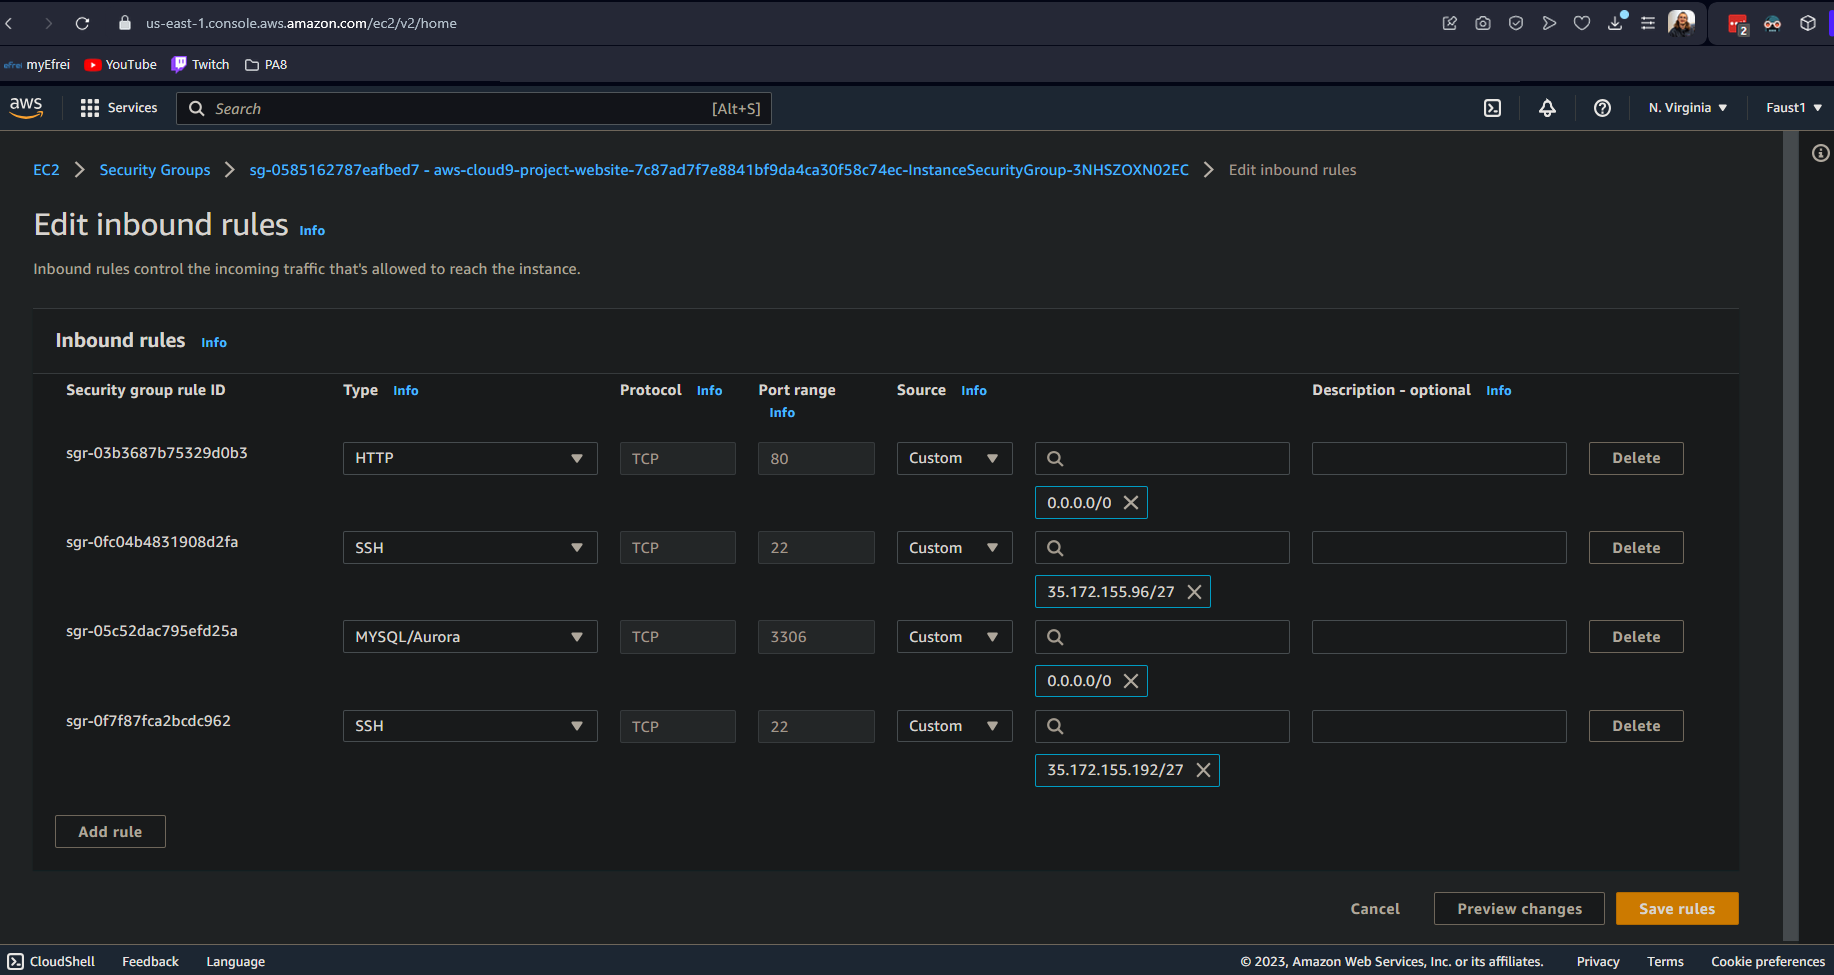 us-east-1.console.aws.amazon.com/ec2/v2/home
2
efrei myEfrei YouTube Twitch PA8
aws Services Search [Alt+S] N. Virginia Faust1
EC2 Security Groups sg-0585162787eafbed7 - aws-cloud9-project-website-7c87ad7f7e8841bf9da4ca30f58c74ec-InstanceSecurityGroup-3NHSZOXN02EC Edit inbound rules
Edit inbound rules Info
Inbound rules control the incoming traffic that's allowed to reach the instance.
Inbound rules Info
Security group rule ID Type Info Protocol Info Port range Source Info Description - optional Info
Info
sgr-03b3687b75329d0b3 HTTP TCP 80 Custom Delete
0.0.0.0/0
sgr-0fc04b4831908d2fa SSH TCP 22 Custom Delete
35.172.155.96/27
sgr-05c52dac795efd25a MYSQL/Aurora TCP 3306 Custom Delete
0.0.0.0/0
sgr-0f7f87fca2bcdc962 SSH TCP 22 Custom Delete
35.172.155.192/27
Add rule
Cancel Preview changes Save rules
CloudShell Feedback Language © 2023, Amazon Web Services, Inc. or its affiliates. Privacy Terms Cookie preferences